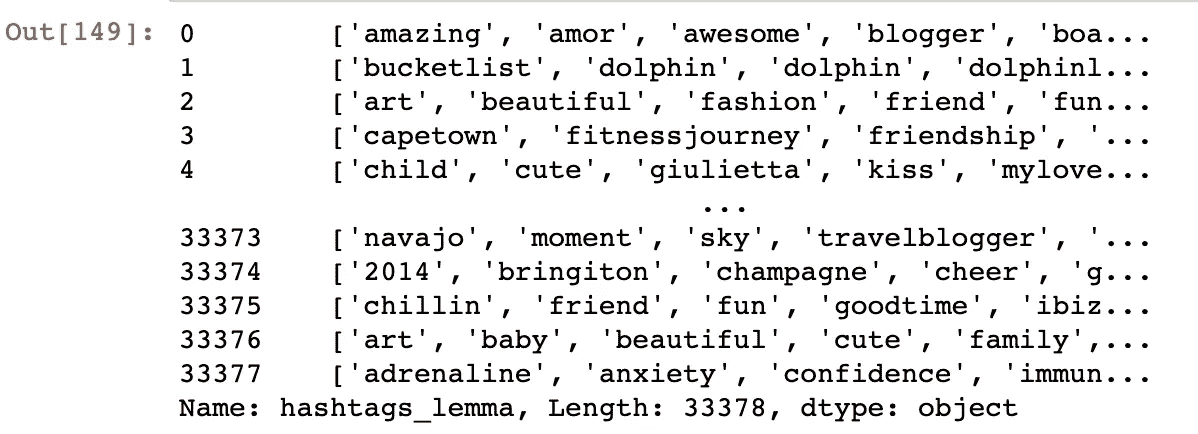 Out[149]: 0 ['amazing', 'amor', 'awesome', 'blogger', 'boa...
1 ['bucketlist', 'dolphin', 'dolphin', 'dolphinl...
2 ['art', 'beautiful', 'fashion', 'friend', 'fun...
3 ['capetown', 'fitnessjourney', 'friendship', '...
4 ['child', 'cute', 'giulietta', 'kiss', 'mylove...
...
33373 ['navajo', 'moment', 'sky', 'travelblogger', '...
33374 ['2014', 'bringiton', 'champagne', 'cheer', 'g...
33375 ['chillin', 'friend', 'fun', 'goodtime', 'ibiz...
33376 ['art', 'baby', 'beautiful', 'cute', 'family',...
33377 ['adrenaline', 'anxiety', 'confidence', 'immun...
Name: hashtags_lemma, Length: 33378, dtype: object